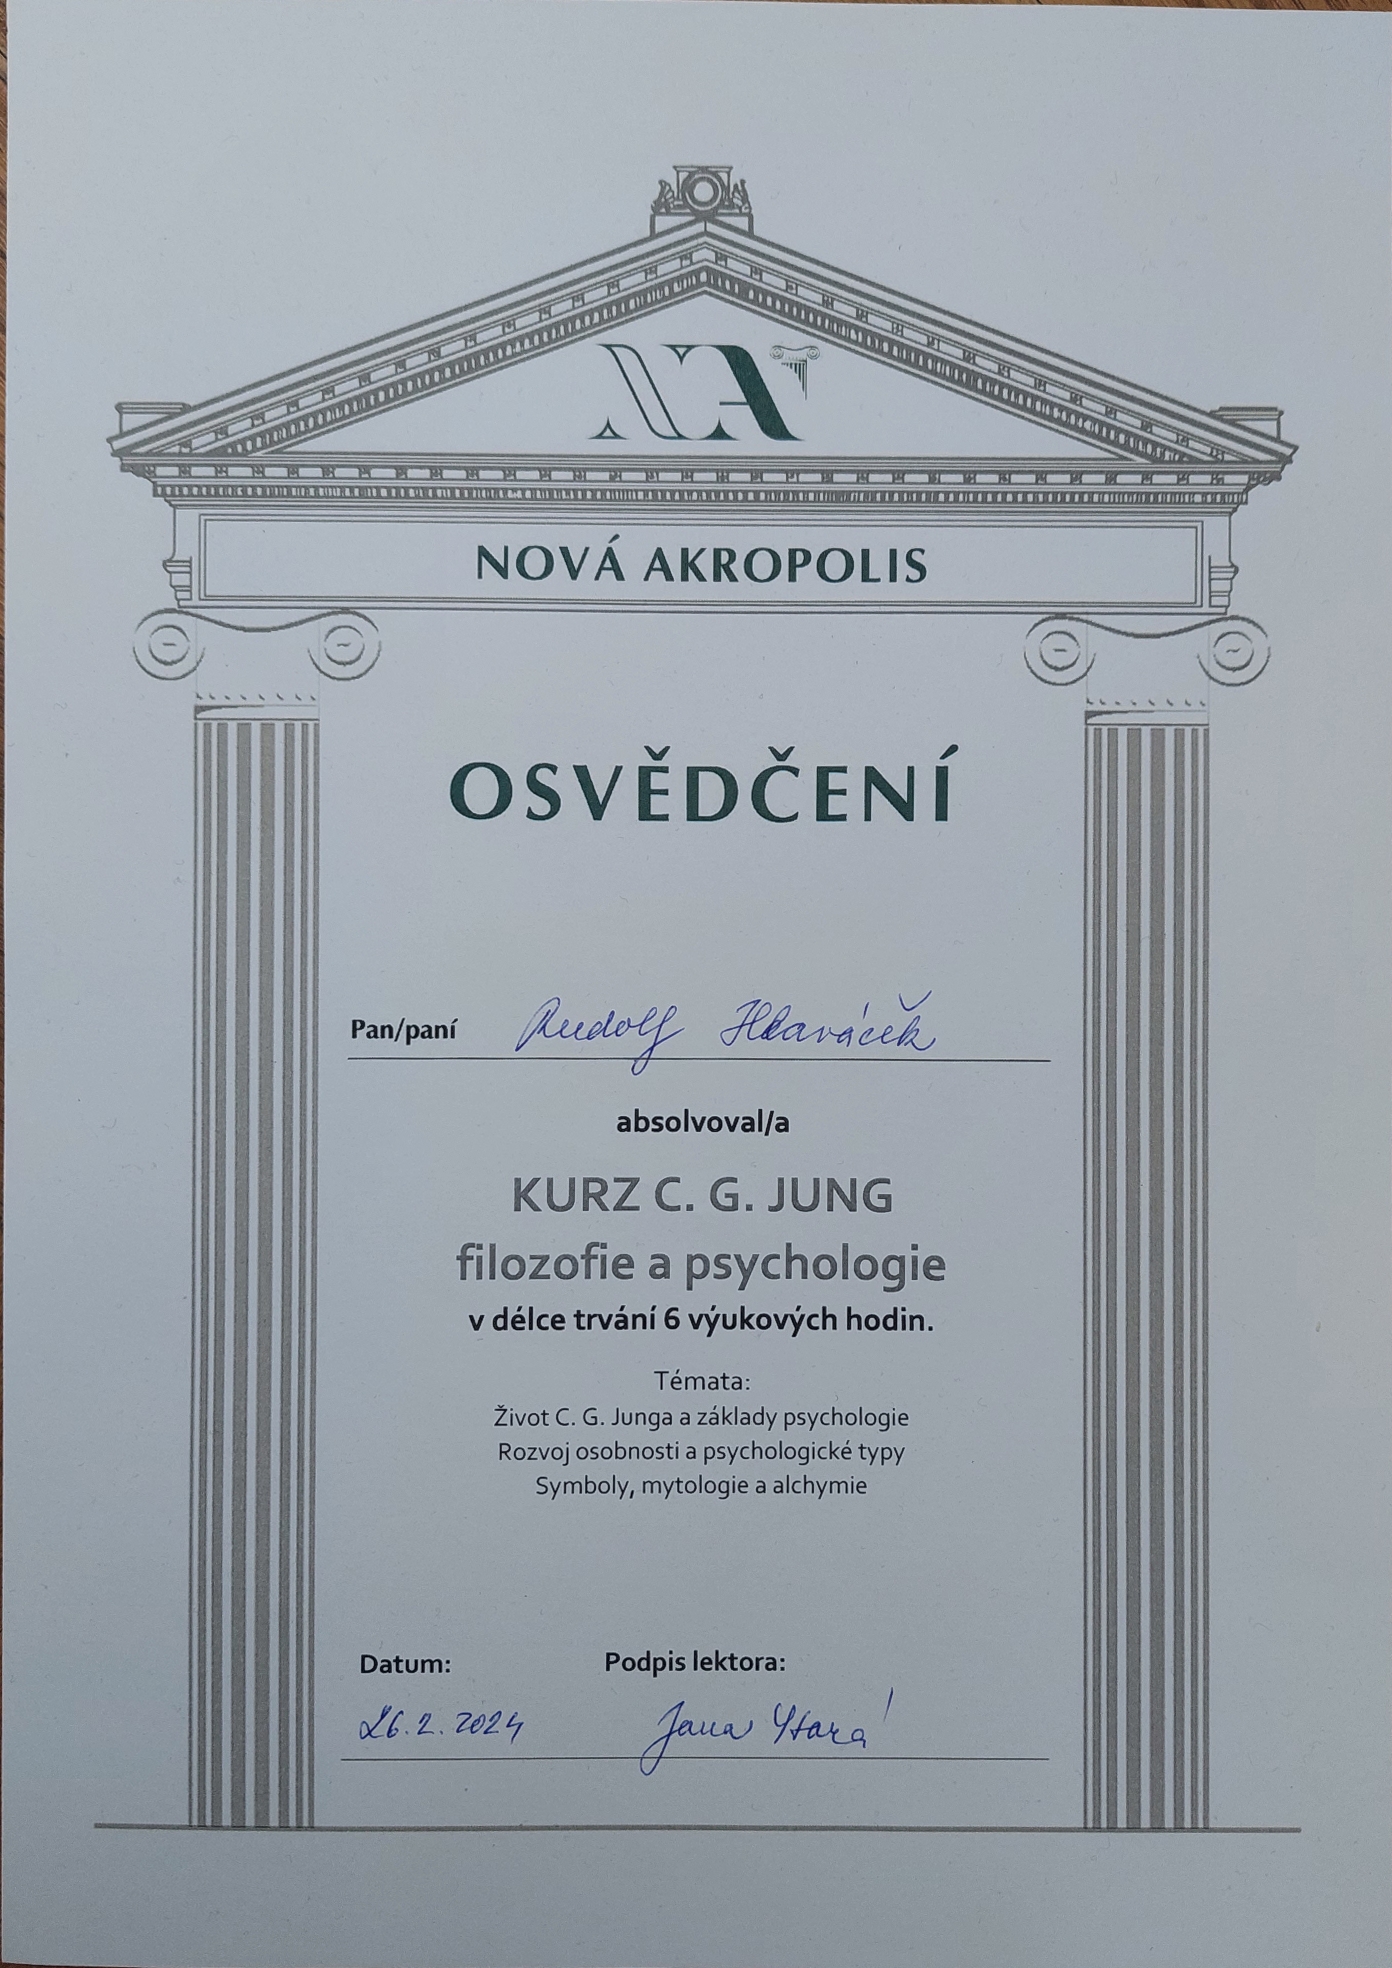 NA
NOVÁ AKROPOLIS
OSVĚDČENÍ
Pan/paní Rudolf Hlaváček
absolvoval/a
KURZ C. G. JUNG
filozofie a psychologie
v délce trvání 6 výukových hodin.
Témata:
Život C. G. Junga a základy psychologie
Rozvoj osobnosti a psychologické typy
Symboly, mytologie a alchymie
Datum: Podpis lektora:
26.2.2024 Jana Stará